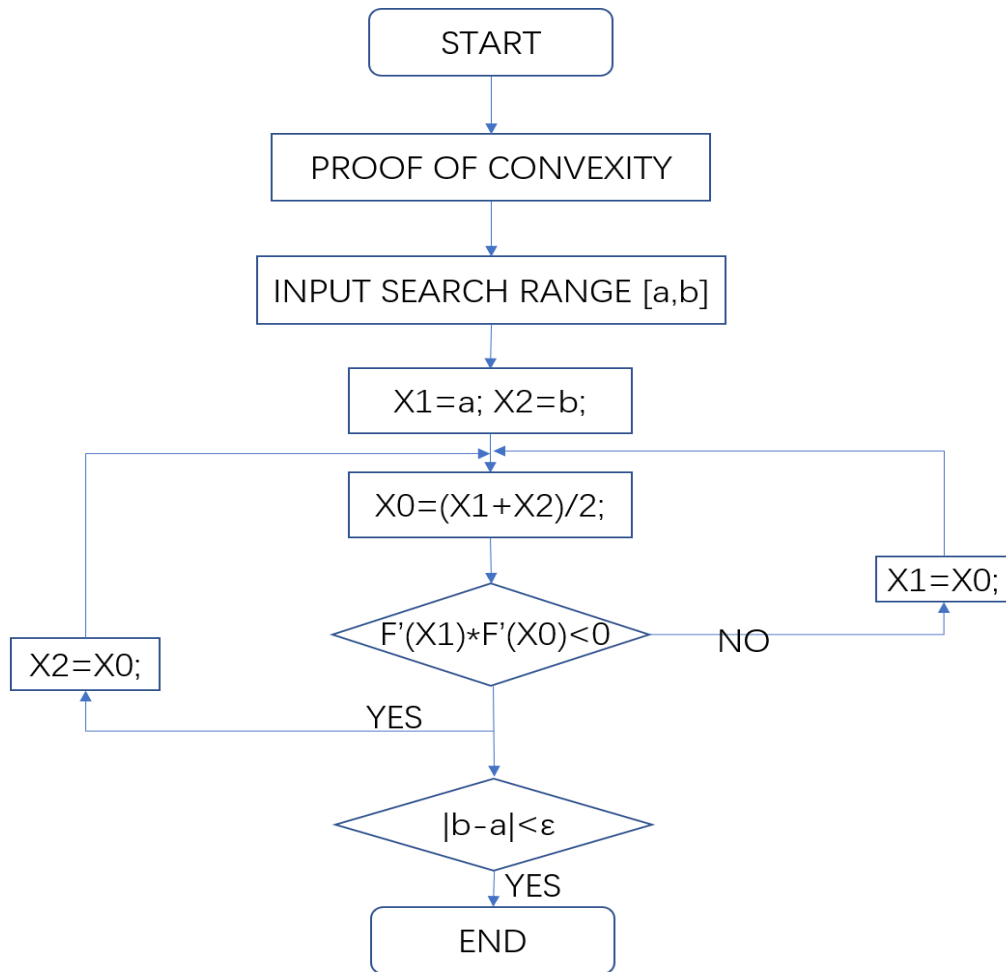 START
PROOF OF CONVEXITY
INPUT SEARCH RANGE [a,b]
X1=a; X2=b;
X0=(X1+X2)/2;
X1=X0;
F’(X1)*F’(X0)<0
NO
X2=X0;
YES
|b-a|<ε
YES
END